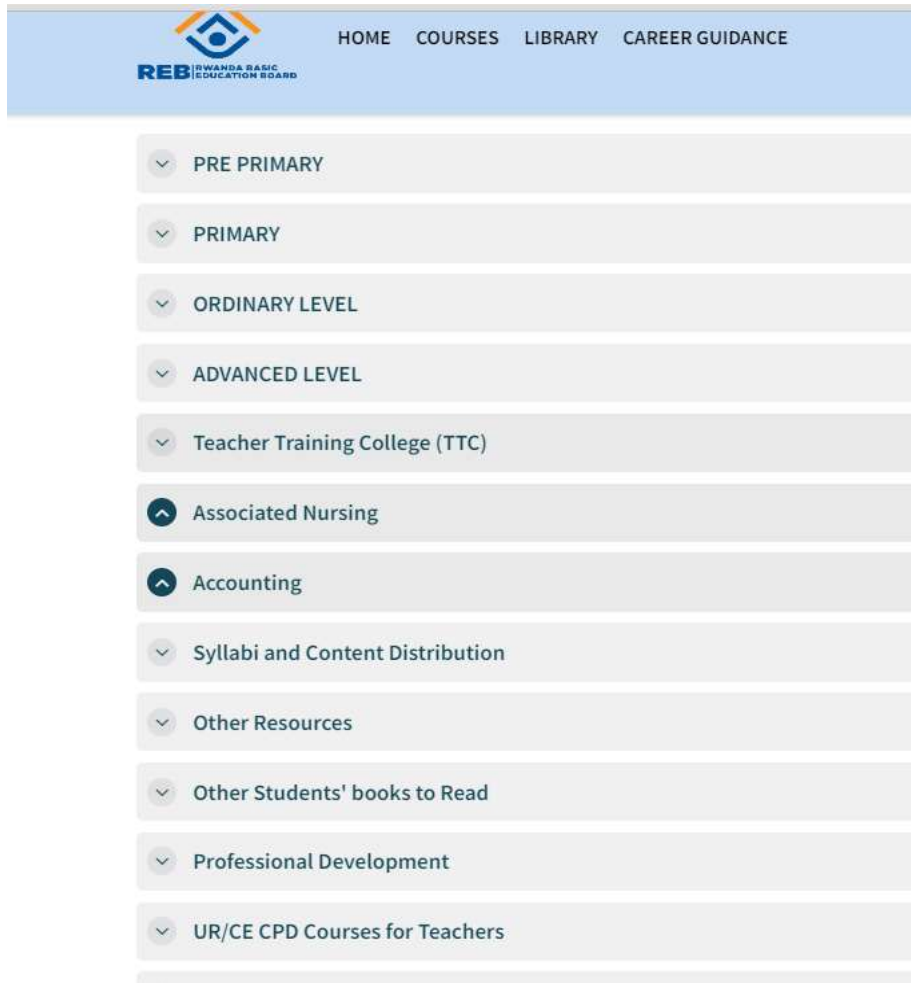 HOME COURSES LIBRARY CAREER GUIDANCE
REB RWANDA BASIC
EDUCATION BOARD
PRE PRIMARY
PRIMARY
ORDINARY LEVEL
ADVANCED LEVEL
Teacher Training College (TTC)
Associated Nursing
Accounting
Syllabi and Content Distribution
Other Resources
Other Students' books to Read
Professional Development
UR/CE CPD Courses for Teachers